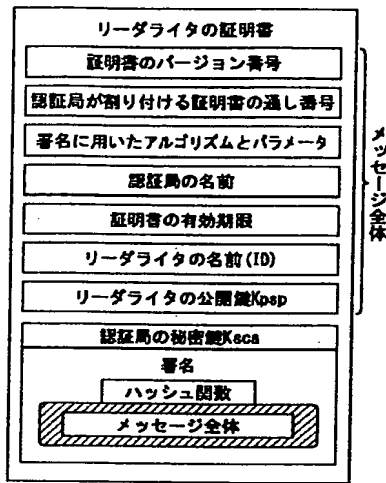 リーダライタの証明書
証明書のバージョン番号
認証局が割り付ける証明書の通し番号
署名に用いたアルゴリズムとパラメータ
認証局の名前
証明書の有効期限
リーダライタの名前(ID)
リーダライタの公開鍵Kpsp
メッセージ全体
認証局の秘密鍵Ksca
署名
ハッシュ関数
メッセージ全体